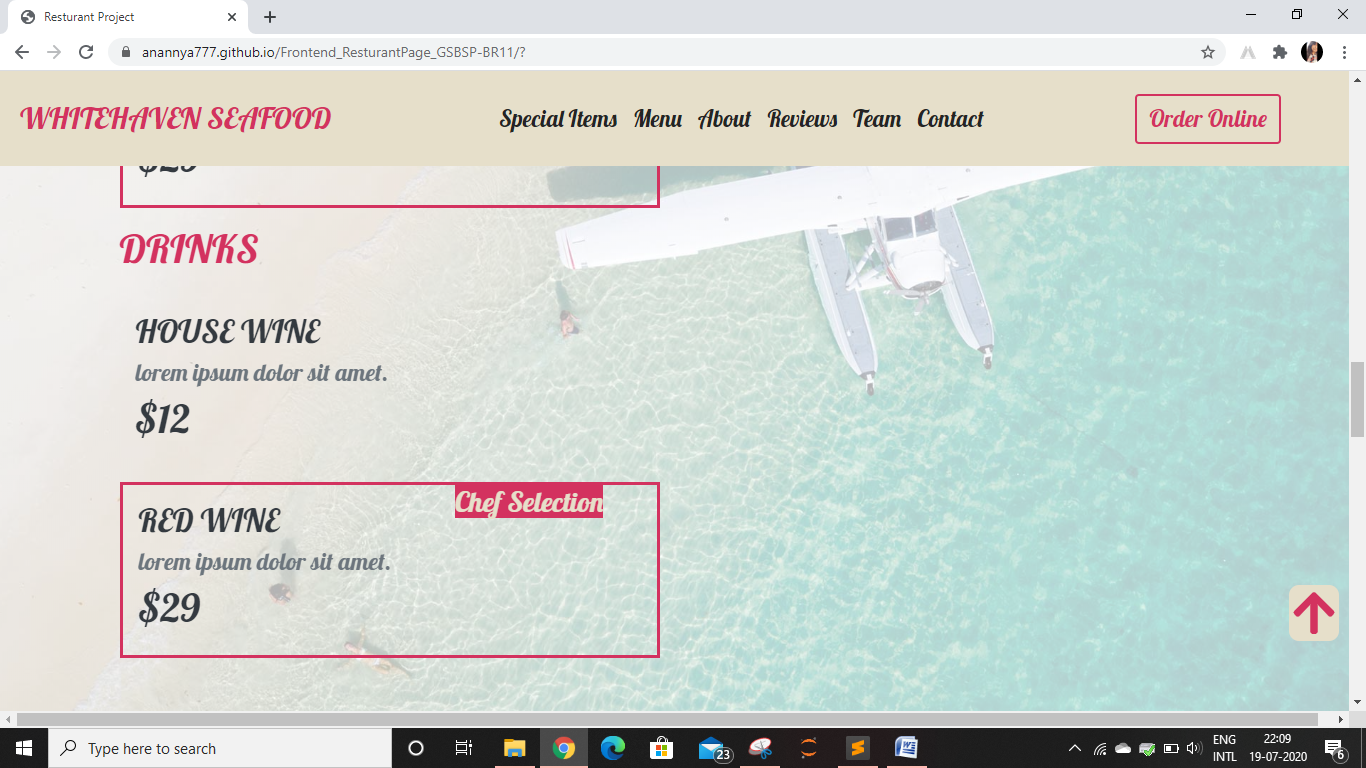 Resturant Project
anannya777.github.io/Frontend_ResturantPage_GSBSP-BR11/?
WHITEHAVEN SEAFOOD
Special Items Menu About Reviews Team Contact
Order Online
DRINKS
HOUSE WINE
lorem ipsum dolor sit amet.
$12
Chef Selection
RED WINE
lorem ipsum dolor sit amet.
$29
Type here to search
23
ENG
INTL
22:09
19-07-2020
6